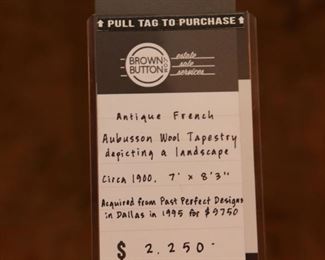 PULL TAG TO PURCHASE
BROWN
BUTTON
estate
sale
services
Antique French
Aubusson Wool Tapestry
depicting a landscape
Circa 1900, 7' x 8'3"
Acquired from Past Perfect Designs
in Dallas in 1995 for $9750
$ 2,250-